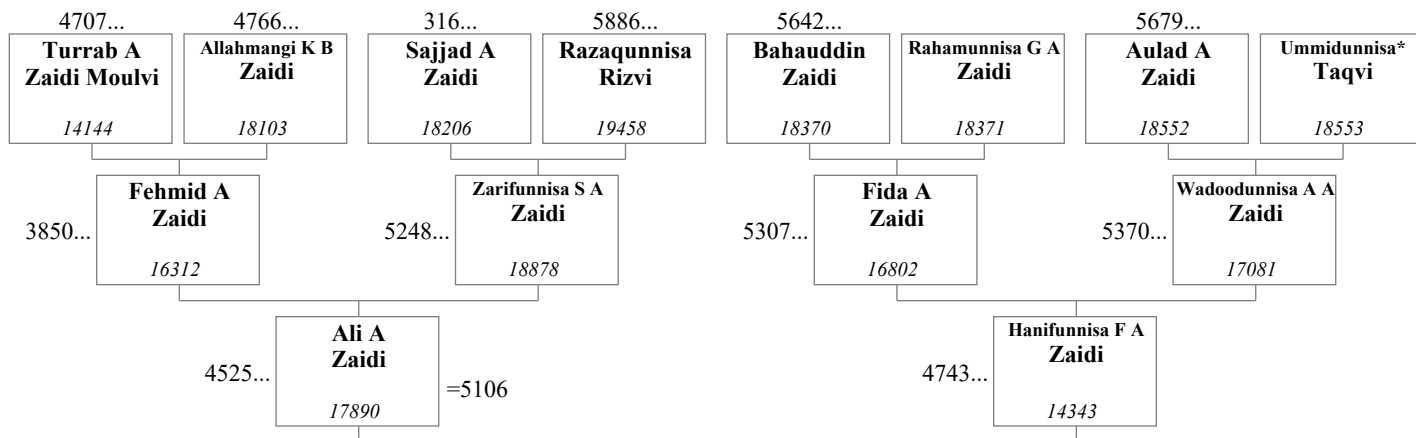 4707... 4766... 316... 5886... 5642... 5679...
Turrab A
Zaidi Moulvi
14144
Allahmangi K B
Zaidi
18103
Sajjad A
Zaidi
18206
Razaqunnisa
Rizvi
19458
Bahauddin
Zaidi
18370
Rahamunnisa G A
Zaidi
18371
Aulad A
Zaidi
18552
Ummidunnisa*
Taqvi
18553
3850...
Fehmid A
Zaidi
16312
5248...
Zarifunnisa S A
Zaidi
18878
5307...
Fida A
Zaidi
16802
5370...
Wadoodunnisa A A
Zaidi
17081
4525...
Ali A
Zaidi
17890
=5106
4743...
Hanifunnisa F A
Zaidi
14343